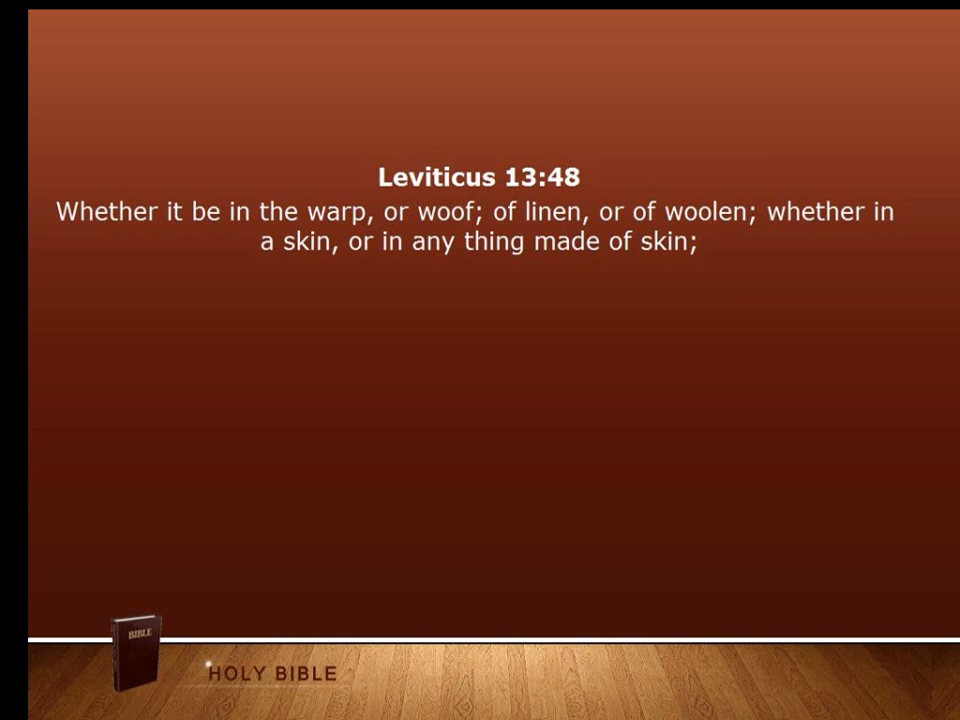 Leviticus 13:48
Whether it be in the warp, or woof; of linen, or of woolen; whether in
a skin, or in any thing made of skin;
BIBLE
HOLY BIBLE